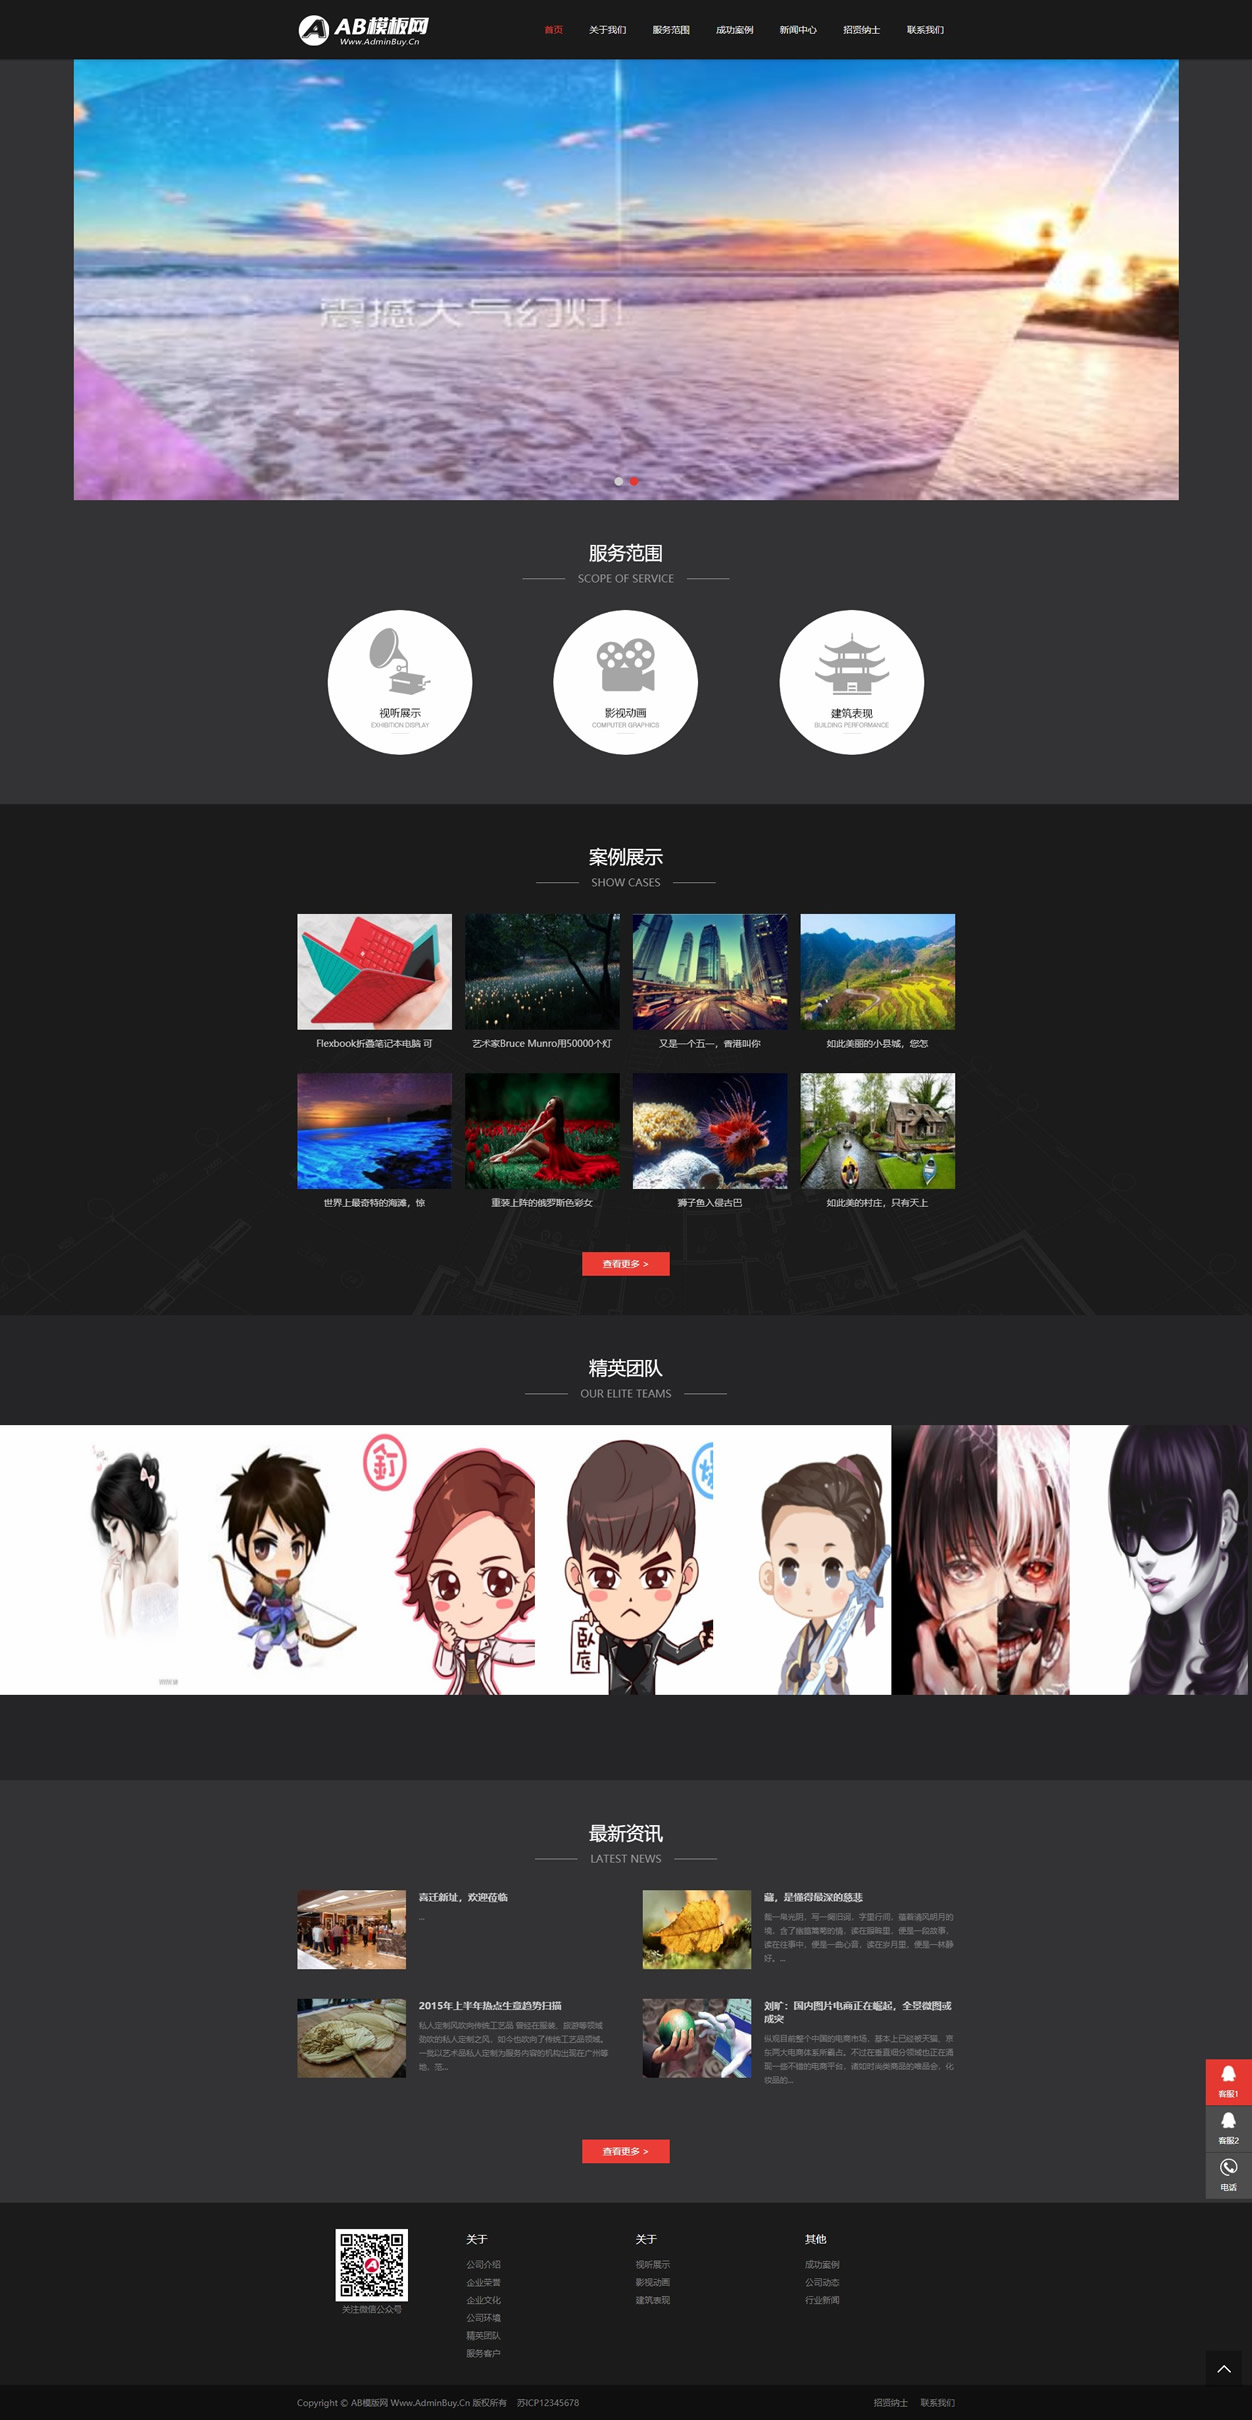 AB模板网
Www.AdminBuy.Cn
首页 关于我们 服务范围 成功案例 新闻中心 招贤纳士 联系我们
震撼大气幻灯!
服务范围
SCOPE OF SERVICE
视听展示
EXHIBITION DISPLAY
影视动画
COMPUTER GRAPHICS
建筑表现
BUILDING PERFORMANCE
案例展示
SHOW CASES
Flexbook折叠笔记本电脑 可
艺术家Bruce Munro用50000个灯
又是一个五一，香港叫你
如此美丽的小县城，您怎
世界上最奇特的海滩，惊
重装上阵的俄罗斯色彩女
狮子鱼入侵古巴
如此美的村庄，只有天上
查看更多 >
精英团队
OUR ELITE TEAMS
釘
臥底
最新资讯
LATEST NEWS
喜迁新址，欢迎莅临
...
藏，是懂得最深的慈悲
裁一帛光阴，写一阕旧词，字里行间，蕴着清风明月的
境，含了幽篁篱菊的情，读在眼眸里，便是一段故事，
读在往事中，便是一曲心音，读在岁月里，便是一林静
好。...
2015年上半年热点生意趋势扫描
私人定制风吹向传统工艺品 曾经在服装、旅游等领域
劲吹的私人定制之风，如今也吹向了传统工艺品领域。
一批以艺术品私人定制为服务内容的机构出现在广州等
地，范...
刘旷：国内图片电商正在崛起，全景微图或
成突
纵观目前整个中国的电商市场，基本上已经被天猫、京
东两大电商体系所霸占。不过在垂直细分领域也正在涌
现一些不错的电商平台，诸如时尚类商品的唯品会，化
妆品的...
查看更多 >
客服1
客服2
电话
关注微信公众号
关于
公司介绍
企业荣誉
企业文化
公司环境
精英团队
服务客户
关于
视听展示
影视动画
建筑表现
其他
成功案例
公司动态
行业新闻
Copyright © AB模版网 Www.AdminBuy.Cn 版权所有 苏ICP12345678
招贤纳士 联系我们